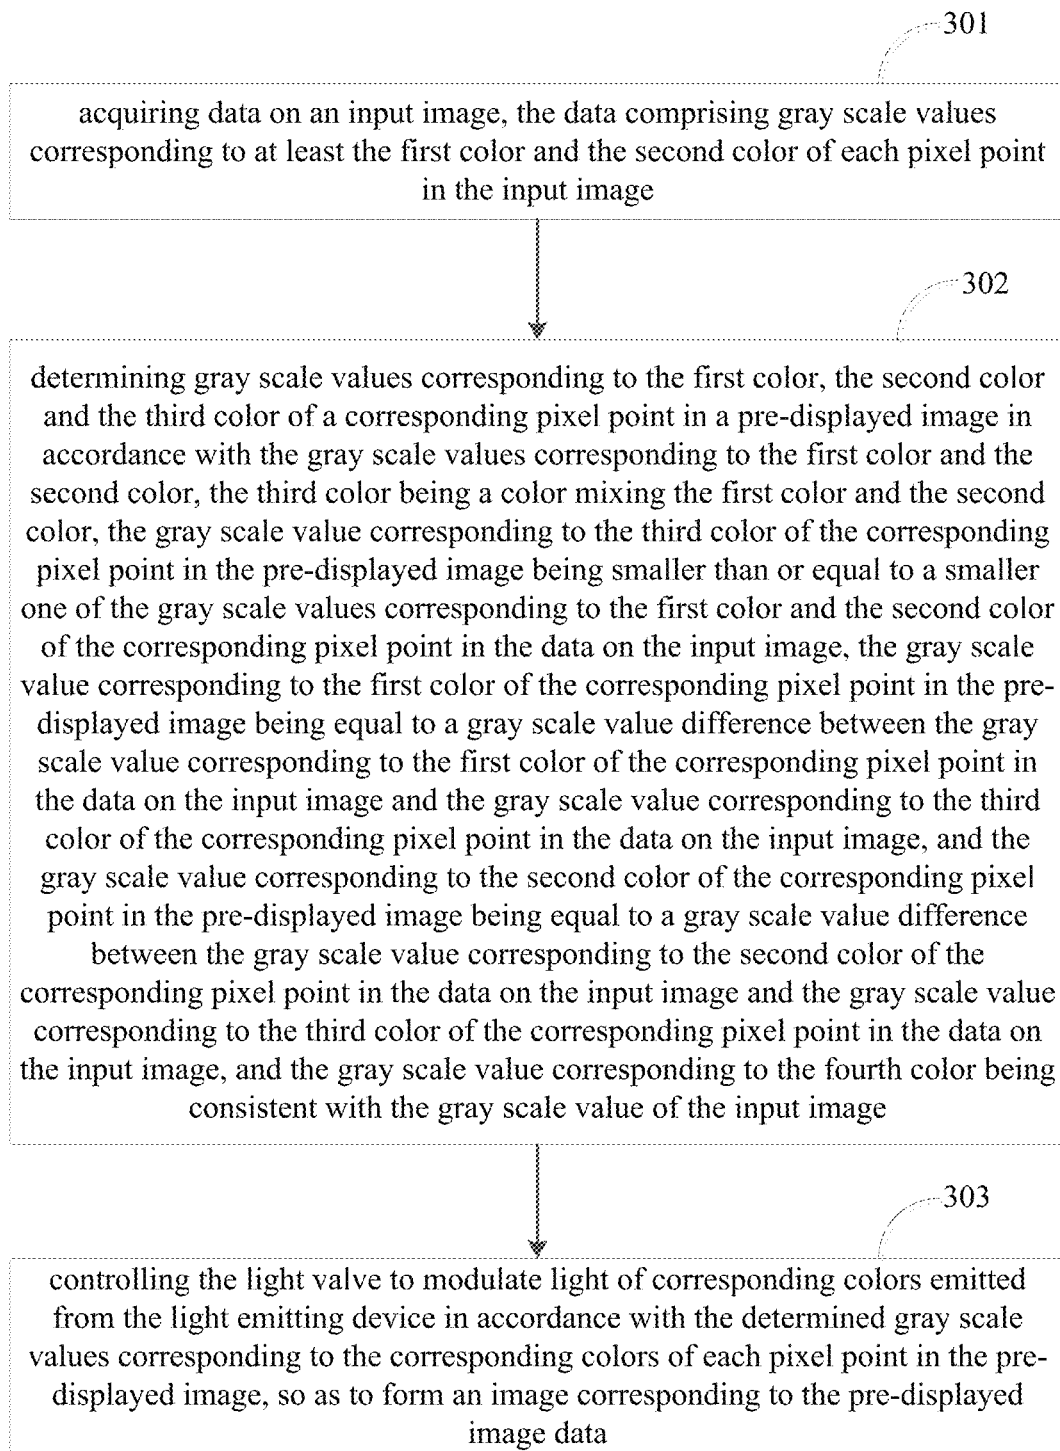 301
acquiring data on an input image, the data comprising gray scale values
corresponding to at least the first color and the second color of each pixel point
in the input image
302
determining gray scale values corresponding to the first color, the second color
and the third color of a corresponding pixel point in a pre-displayed image in
accordance with the gray scale values corresponding to the first color and the
second color, the third color being a color mixing the first color and the second
color, the gray scale value corresponding to the third color of the corresponding
pixel point in the pre-displayed image being smaller than or equal to a smaller
one of the gray scale values corresponding to the first color and the second color
of the corresponding pixel point in the data on the input image, the gray scale
value corresponding to the first color of the corresponding pixel point in the pre-
displayed image being equal to a gray scale value difference between the gray
scale value corresponding to the first color of the corresponding pixel point in
the data on the input image and the gray scale value corresponding to the third
color of the corresponding pixel point in the data on the input image, and the
gray scale value corresponding to the second color of the corresponding pixel
point in the pre-displayed image being equal to a gray scale value difference
between the gray scale value corresponding to the second color of the
corresponding pixel point in the data on the input image and the gray scale value
corresponding to the third color of the corresponding pixel point in the data on
the input image, and the gray scale value corresponding to the fourth color being
consistent with the gray scale value of the input image
303
controlling the light valve to modulate light of corresponding colors emitted
from the light emitting device in accordance with the determined gray scale
values corresponding to the corresponding colors of each pixel point in the pre-
displayed image, so as to form an image corresponding to the pre-displayed
image data